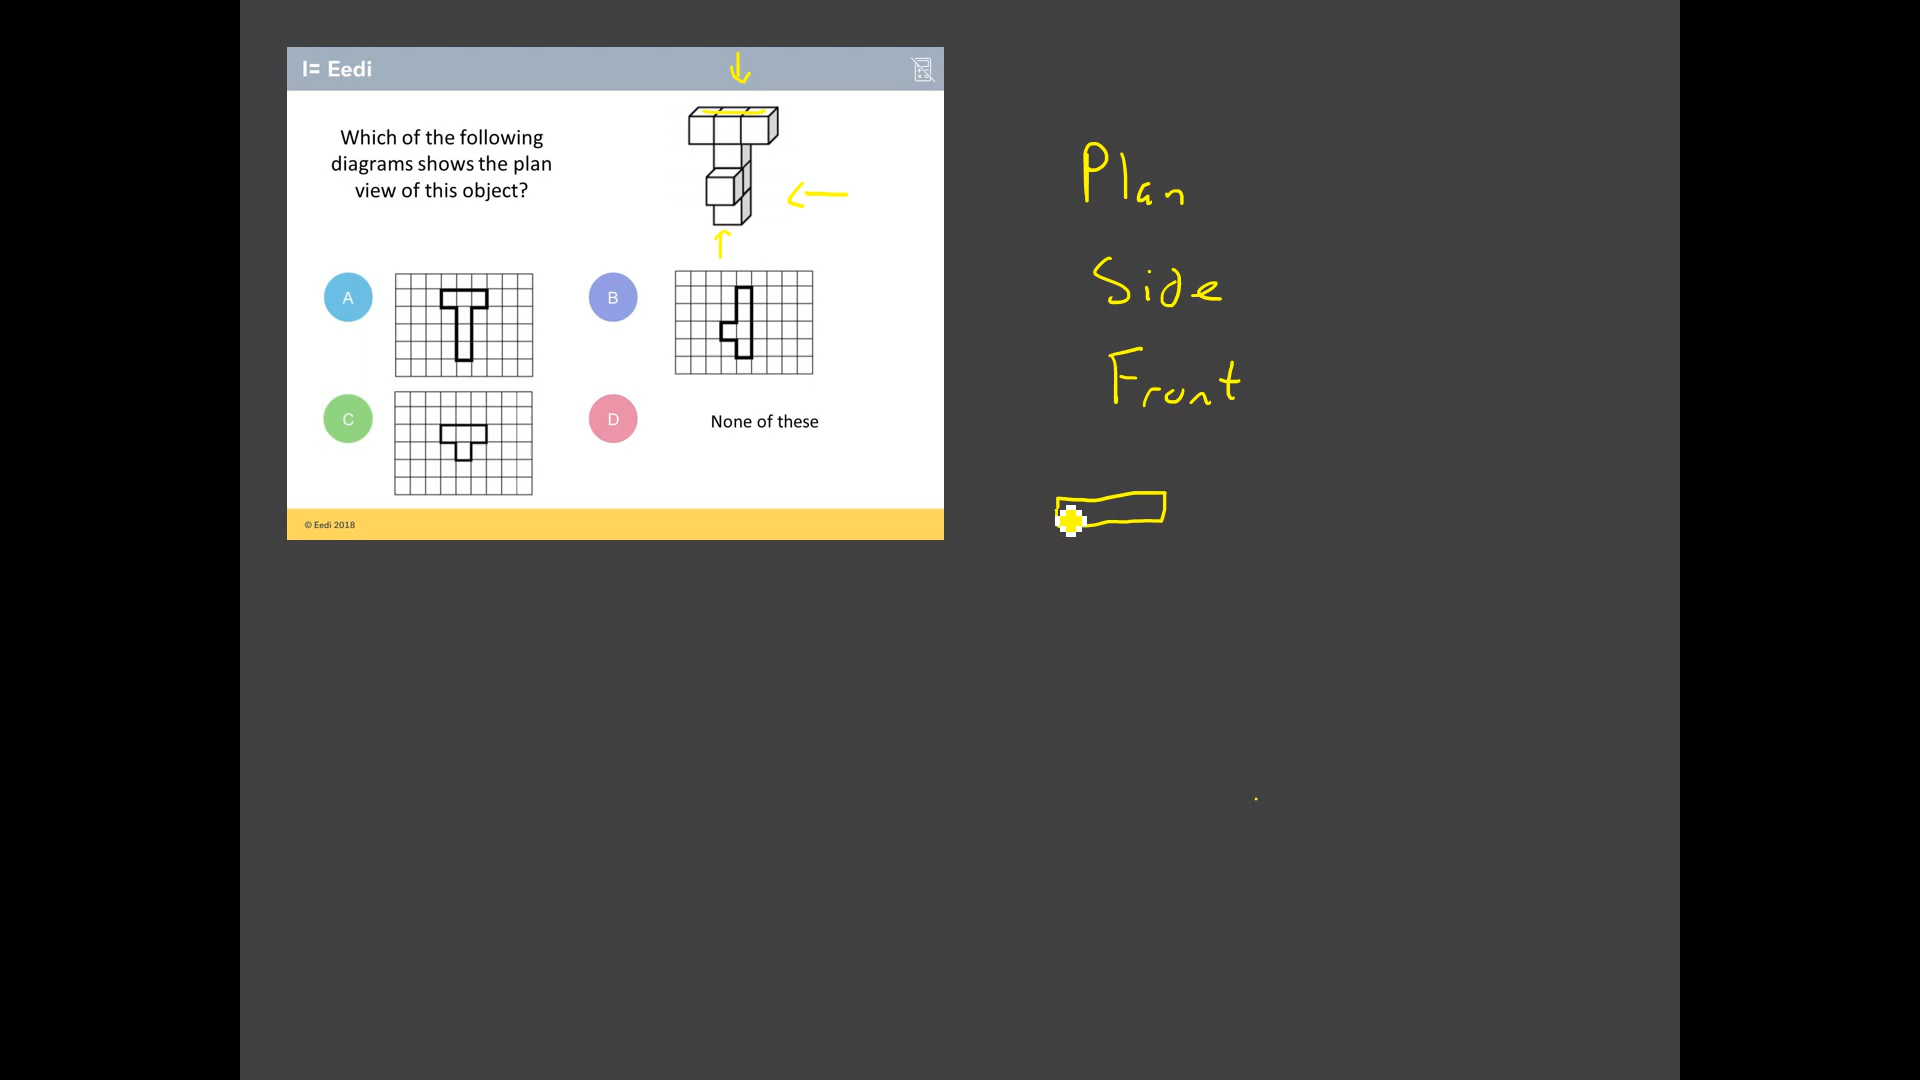 I= Eedi
Which of the following
diagrams shows the plan
view of this object?
A
B
C
D
None of these
© Eedi 2018
Plan
Side
Front